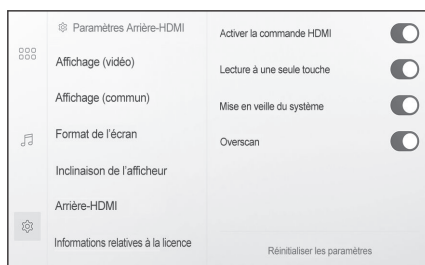 Paramètres Arrière-HDMI
Affichage (vidéo)
Affichage (commun)
Format de l'écran
Inclinaison de l'afficheur
Arrière-HDMI
Informations relatives à la licence
Activer la commande HDMI
Lecture à une seule touche
Mise en veille du système
Overscan
Réinitialiser les paramètres